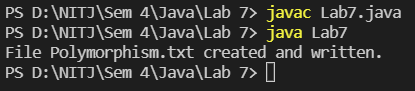 PS D:\NITJ\Sem 4\Java\Lab 7> javac Lab7.java
PS D:\NITJ\Sem 4\Java\Lab 7> java Lab7
File Polymorphism.txt created and written.
PS D:\NITJ\Sem 4\Java\Lab 7>